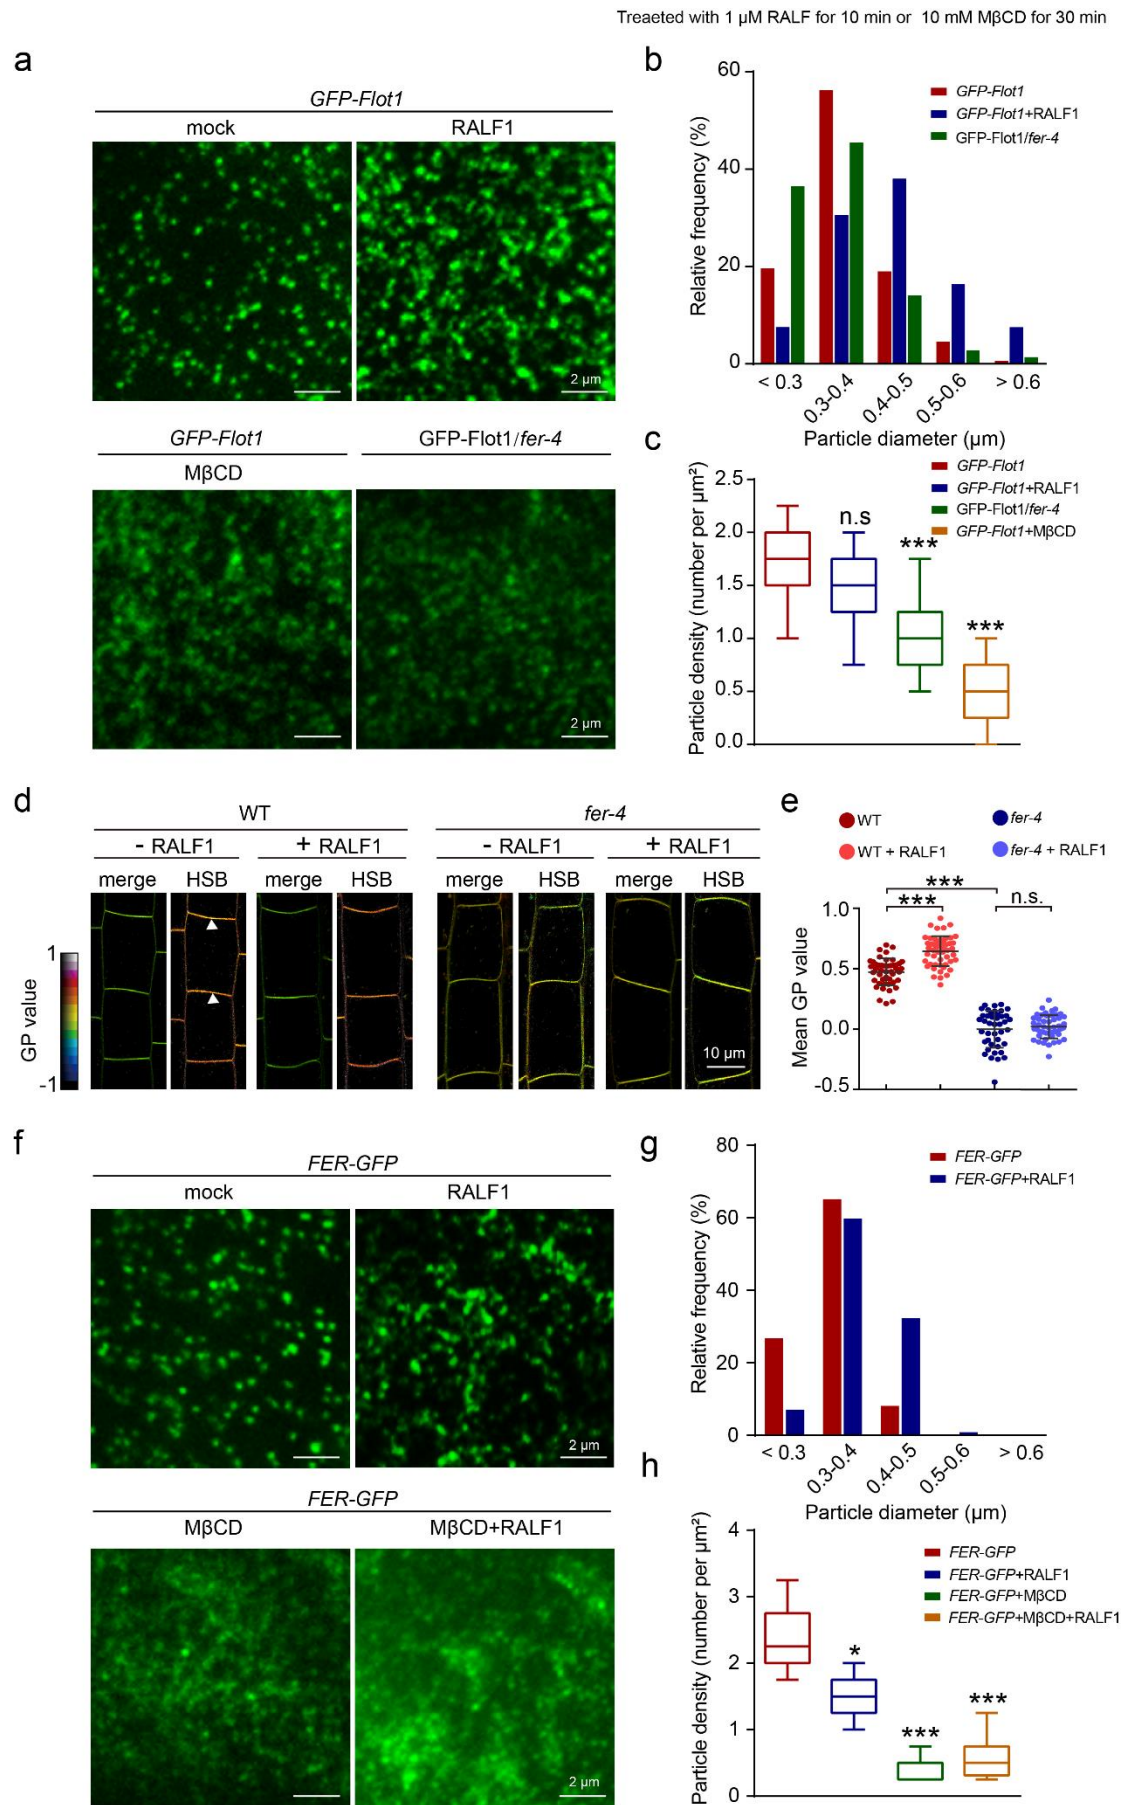 Treaeted with 1 µM RALF for 10 min or 10 mM MβCD for 30 min
a
GFP-Flot1
mock RALF1
2 µm
GFP-Flot1 GFP-Flot1/fer-4
MβCD
2 µm
b
60
40
20
0
Relative frequency (%)
GFP-Flot1
GFP-Flot1+RALF1
GFP-Flot1/fer-4
< 0.3 0.3-0.4 0.4-0.5 0.5-0.6 > 0.6
Particle diameter (µm)
c
GFP-Flot1
GFP-Flot1+RALF1
GFP-Flot1/fer-4
GFP-Flot1+MβCD
2.5
2.0
1.5
1.0
0.5
0.0
Particle density (number per µm²)
n.s
***
***
d
WT fer-4
- RALF1 + RALF1 - RALF1 + RALF1
merge HSB merge HSB merge HSB merge HSB
1
GP value
-1
10 µm
e
WT fer-4
WT + RALF1 fer-4 + RALF1
***
*** n.s.
1.0
0.5
0.0
-0.5
Mean GP value
f
FER-GFP
mock RALF1
2 µm
FER-GFP
MβCD MβCD+RALF1
2 µm
g
80
60
40
20
0
Relative frequency (%)
FER-GFP
FER-GFP+RALF1
< 0.3 0.3-0.4 0.4-0.5 0.5-0.6 > 0.6
Particle diameter (µm)
h
4
3
2
1
0
Particle density (number per µm²)
FER-GFP
FER-GFP+RALF1
FER-GFP+MβCD
FER-GFP+MβCD+RALF1
*
***
***